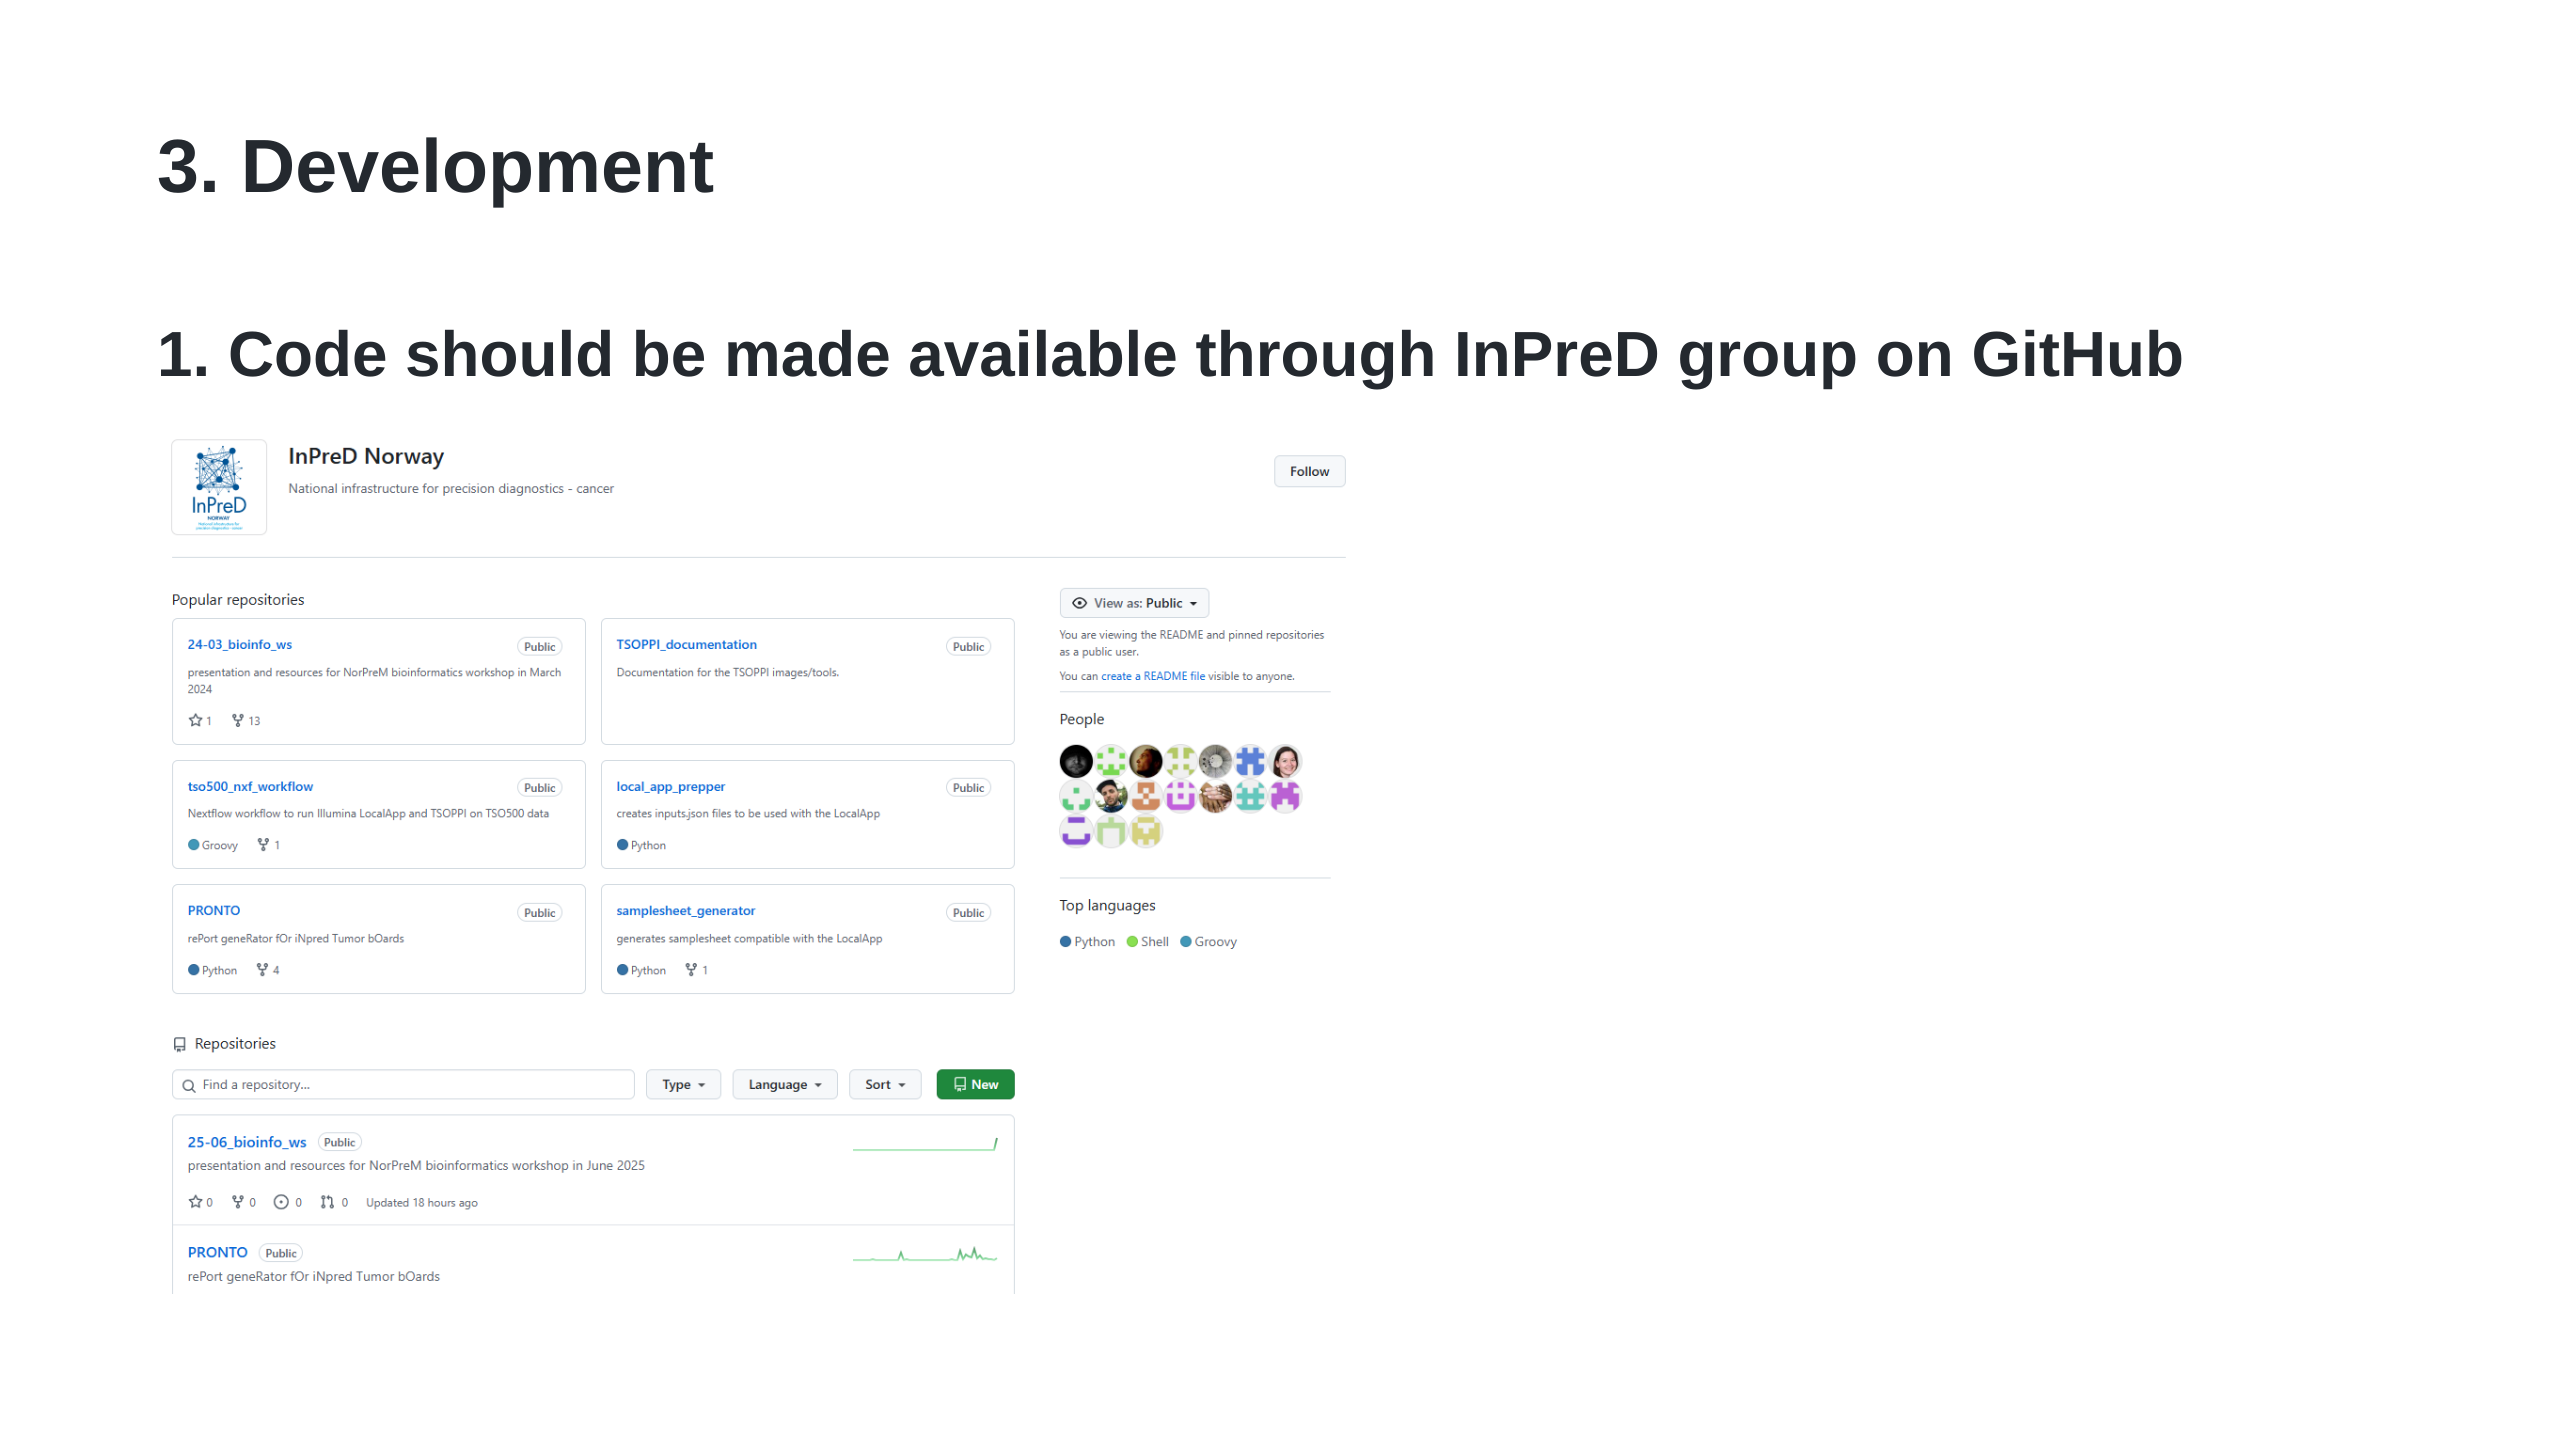 3. Development
1. Code should be made available through InPreD group on GitHub
InPreD
NORWAY
InPreD Norway
National infrastructure for precision diagnostics - cancer
Follow
Popular repositories
24-03_bioinfo_ws
Public
presentation and resources for NorPreM bioinformatics workshop in March
2024
1
13
TSOPPI_documentation
Public
Documentation for the TSOPPI images/tools.
tso500_nxf_workflow
Public
Nextflow workflow to run Illumina LocalApp and TSOPPI on TSO500 data
Groovy
1
local_app_prepper
Public
creates inputs.json files to be used with the LocalApp
Python
PRONTO
Public
rePort geneRator fOr iNpred Tumor bOards
Python
4
samplesheet_generator
Public
generates samplesheet compatible with the LocalApp
Python
1
View as: Public
You are viewing the README and pinned repositories
as a public user.
You can create a README file visible to anyone.
People
Top languages
Python Shell Groovy
Repositories
Find a repository...
Type
Language
Sort
New
25-06_bioinfo_ws
Public
presentation and resources for NorPreM bioinformatics workshop in June 2025
0 0 0 0 Updated 18 hours ago
PRONTO
Public
rePort geneRator fOr iNpred Tumor bOards